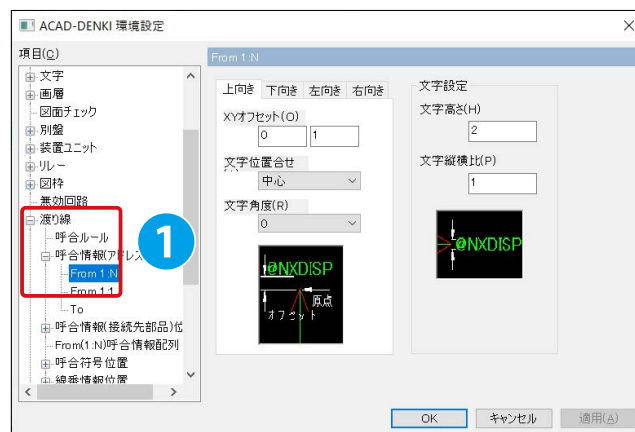 ACAD-DENKI 環境設定
項目(C)
文字
画層
図面チェック
別盤
装置ユニット
リレー
図枠
無効回路
渡り線
呼合ルール
呼合情報(アドレス
From 1:N
From 1:1
To
呼合情報(接続先部品)位
From(1:N)呼合情報配列
呼合符号位置
線番情報位置
1
From 1:N
上向き 下向き 左向き 右向き
XYオフセット(O)
0 1
文字位置合せ
中心
文字角度(R)
0
@NXDISP
原点
オフセット
文字設定
文字高さ(H)
2
文字縦横比(P)
1
@NXDISP
OK キャンセル 適用(A)